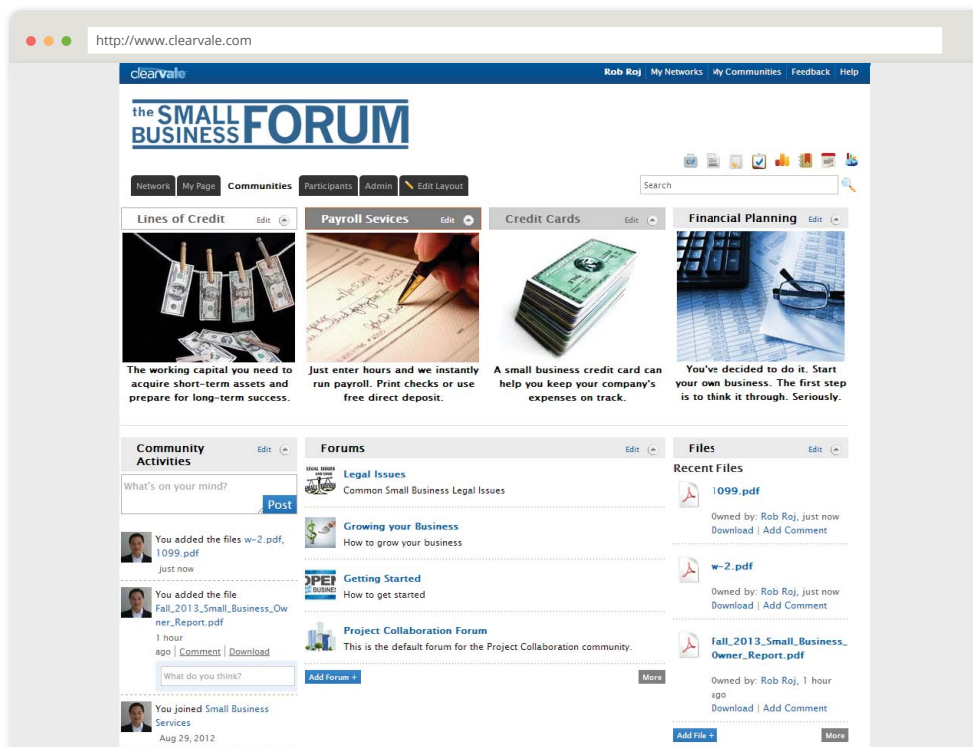 http://www.clearvale.com
clearvale
Rob Roj My Networks My Communities Feedback Help
the SMALL
BUSINESS FORUM
Network My Page Communities Participants Admin Edit Layout
Search
Lines of Credit Edit
The working capital you need to
acquire short-term assets and
prepare for long-term success.
Payroll Sevices Edit
Just enter hours and we instantly
run payroll. Print checks or use
free direct deposit.
Credit Cards Edit
A small business credit card can
help you keep your company's
expenses on track.
Financial Planning Edit
You've decided to do it. Start
your own business. The first step
is to think it through. Seriously.
Community Edit
Activities
What's on your mind?
Post
You added the files w-2.pdf,
1099.pdf
just now
You added the file
Fall_2013_Small_Business_Ow
ner_Report.pdf
1 hour
ago | Comment | Download
What do you think?
You joined Small Business
Services
Aug 29, 2012
Forums Edit
LEGAL ISSUES
Legal Issues
Common Small Business Legal Issues
Growing your Business
How to grow your business
OPEN
BUSINES
Getting Started
How to get started
Project Collaboration Forum
This is the default forum for the Project Collaboration community.
Add Forum + More
Files Edit
Recent Files
1099.pdf
Owned by: Rob Roj, just now
Download | Add Comment
w-2.pdf
Owned by: Rob Roj, just now
Download | Add Comment
Fall_2013_Small_Business_
Owner_Report.pdf
Owned by: Rob Roj, 1 hour
ago
Download | Add Comment
Add File + More